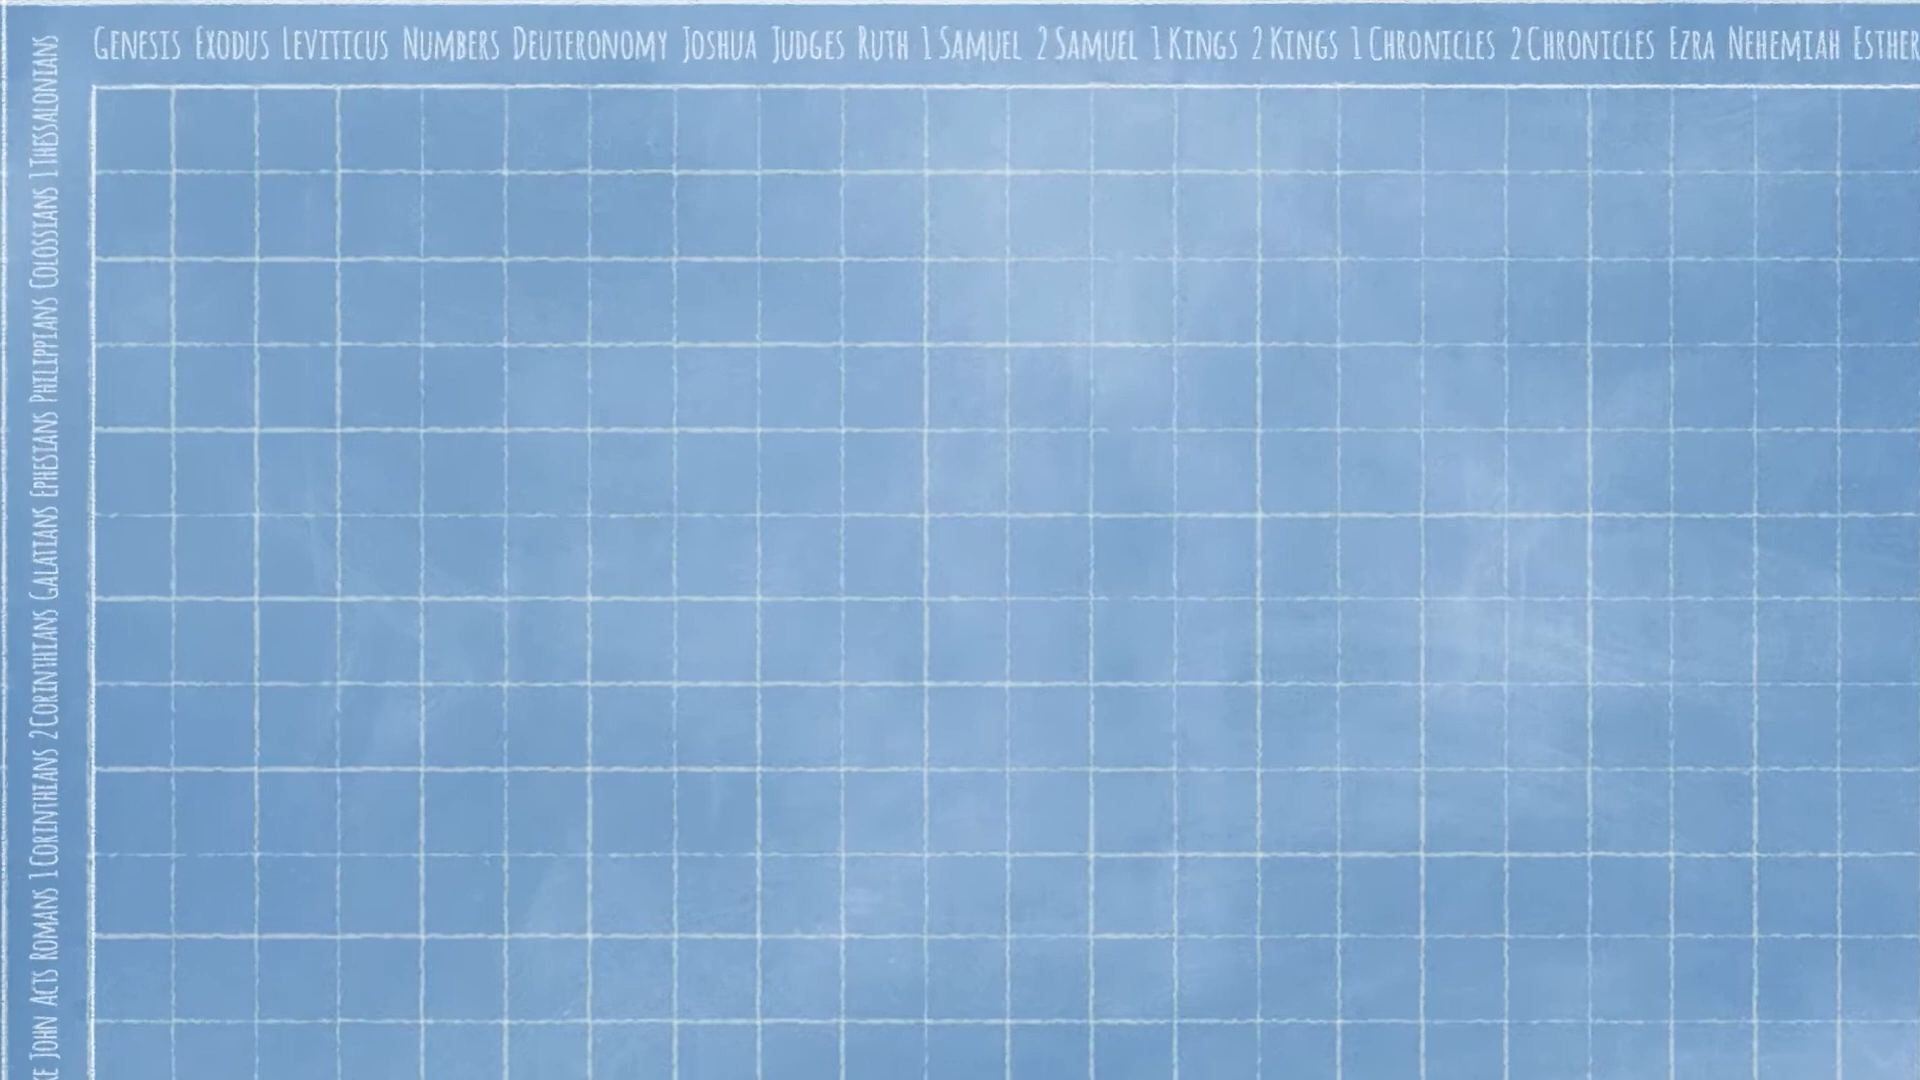 GENESIS EXODUS LEVITICUS NUMBERS DEUTERONOMY JOSHUA JUDGES RUTH 1 SAMUEL 2 SAMUEL 1 KINGS 2 KINGS 1 CHRONICLES 2 CHRONICLES EZRA NEHEMIAH ESTHER
JOHN ACTS ROMANS 1 CORINTHIANS 2 CORINTHIANS GALATIANS EPHESIANS PHILIPPIANS COLOSSIANS 1 THESSALONIANS